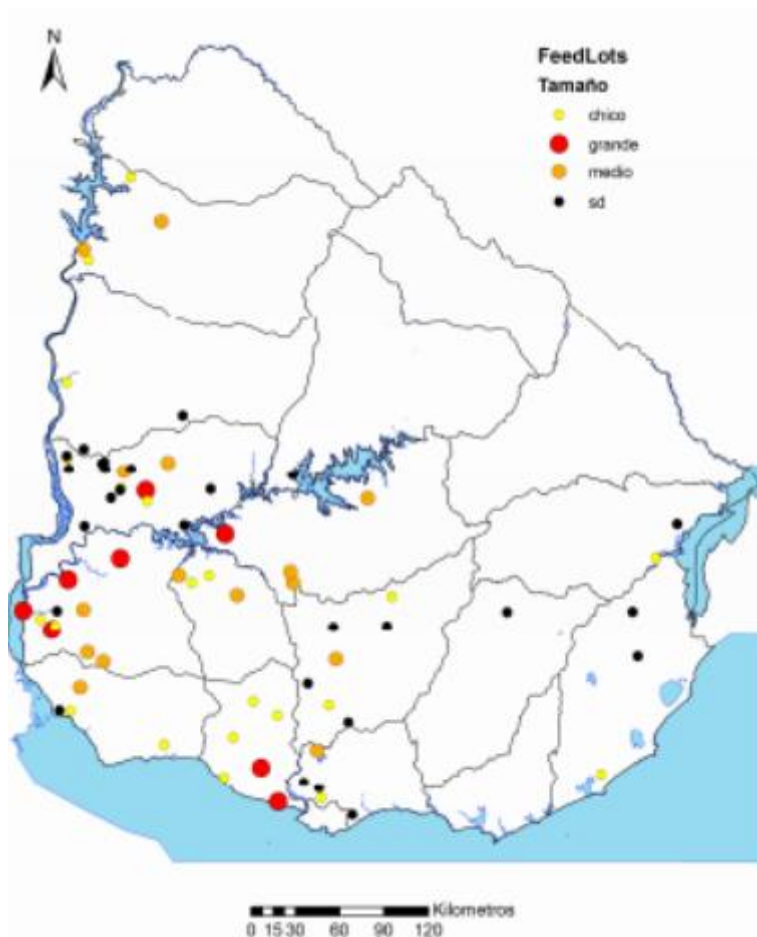 N
FeedLots
Tamaño
chico
grande
medio
sd
Kilometros
0 15 30 60 90 120